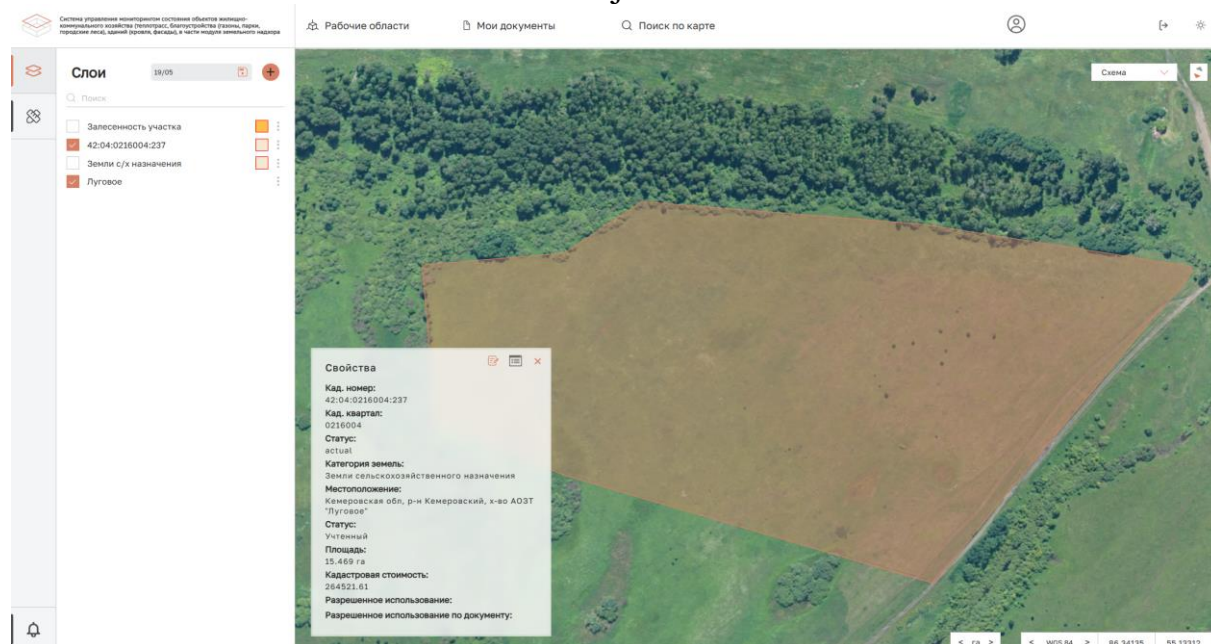 Система управления мониторингом состояния объектов жилищно-
коммунального хозяйства (теплотрасс, благоустройства (газоны, парки,
городские леса), зданий (кровля, фасады), в части модуля земельного надзора
Рабочие области
Мои документы
Поиск по карте
Слои
19/05
Поиск
Залесенность участка
42:04:0216004:237
Земли с/х назначения
Луговое
Схема
Свойства
Кад. номер:
42:04:0216004:237
Кад. квартал:
0216004
Статус:
actual
Категория земель:
Земли сельскохозяйственного назначения
Местоположение:
Кемеровская обл, р-н Кемеровский, х-во АОЗТ
"Луговое"
Статус:
Учтенный
Площадь:
15.469 га
Кадастровая стоимость:
264521.61
Разрешенное использование:
Разрешенное использование по документу:
< га > < WGS 84 > 86.34135 55.13312